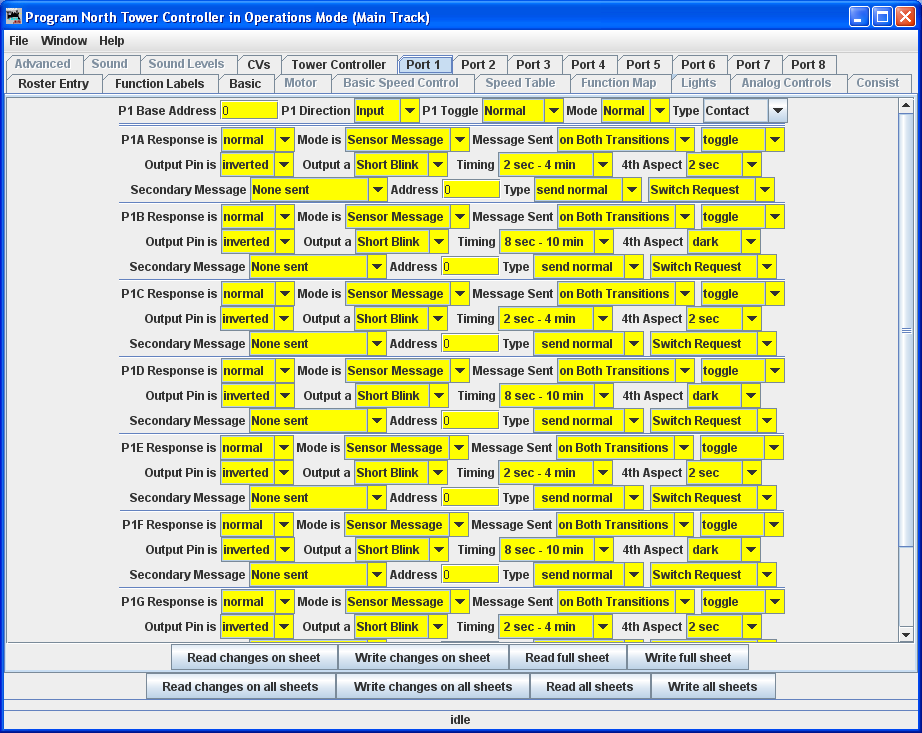 Program North Tower Controller in Operations Mode (Main Track)
File Window Help
Advanced Sound Sound Levels CVs Tower Controller Port 1 Port 2 Port 3 Port 4 Port 5 Port 6 Port 7 Port 8
Roster Entry Function Labels Basic Motor Basic Speed Control Speed Table Function Map Lights Analog Controls Consist
P1 Base Address 0 P1 Direction Input P1 Toggle Normal Mode Normal Type Contact
P1A Response is normal Mode is Sensor Message Message Sent on Both Transitions toggle
Output Pin is inverted Output a Short Blink Timing 2 sec - 4 min 4th Aspect 2 sec
Secondary Message None sent Address 0 Type send normal Switch Request
P1B Response is normal Mode is Sensor Message Message Sent on Both Transitions toggle
Output Pin is inverted Output a Short Blink Timing 8 sec - 10 min 4th Aspect dark
Secondary Message None sent Address 0 Type send normal Switch Request
P1C Response is normal Mode is Sensor Message Message Sent on Both Transitions toggle
Output Pin is inverted Output a Short Blink Timing 2 sec - 4 min 4th Aspect 2 sec
Secondary Message None sent Address 0 Type send normal Switch Request
P1D Response is normal Mode is Sensor Message Message Sent on Both Transitions toggle
Output Pin is inverted Output a Short Blink Timing 8 sec - 10 min 4th Aspect dark
Secondary Message None sent Address 0 Type send normal Switch Request
P1E Response is normal Mode is Sensor Message Message Sent on Both Transitions toggle
Output Pin is inverted Output a Short Blink Timing 2 sec - 4 min 4th Aspect 2 sec
Secondary Message None sent Address 0 Type send normal Switch Request
P1F Response is normal Mode is Sensor Message Message Sent on Both Transitions toggle
Output Pin is inverted Output a Short Blink Timing 8 sec - 10 min 4th Aspect dark
Secondary Message None sent Address 0 Type send normal Switch Request
P1G Response is normal Mode is Sensor Message Message Sent on Both Transitions toggle
Output Pin is inverted Output a Short Blink Timing 2 sec - 4 min 4th Aspect 2 sec
Read changes on sheet Write changes on sheet Read full sheet Write full sheet
Read changes on all sheets Write changes on all sheets Read all sheets Write all sheets
idle